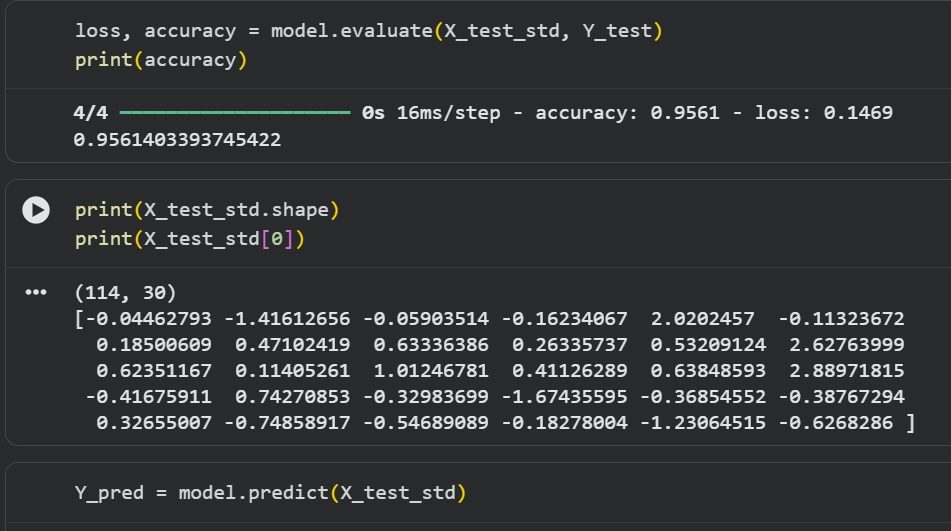 loss, accuracy = model.evaluate(X_test_std, Y_test)
print(accuracy)
4/4 ━━━━━━━━━━━━━━━━━━━━ 0s 16ms/step - accuracy: 0.9561 - loss: 0.1469
0.9561403393745422
print(X_test_std.shape)
print(X_test_std[0])
(114, 30)
[-0.04462793 -1.41612656 -0.05903514 -0.16234067  2.0202457  -0.11323672
  0.18500609  0.47102419  0.63336386  0.26335737  0.53209124  2.62763999
  0.62351167  0.11405261  1.01246781  0.41126289  0.63848593  2.88971815
 -0.41675911  0.74270853 -0.32983699 -1.67435595 -0.36854552 -0.38767294
  0.32655007 -0.74858917 -0.54689089 -0.18278004 -1.23064515 -0.6268286 ]
Y_pred = model.predict(X_test_std)